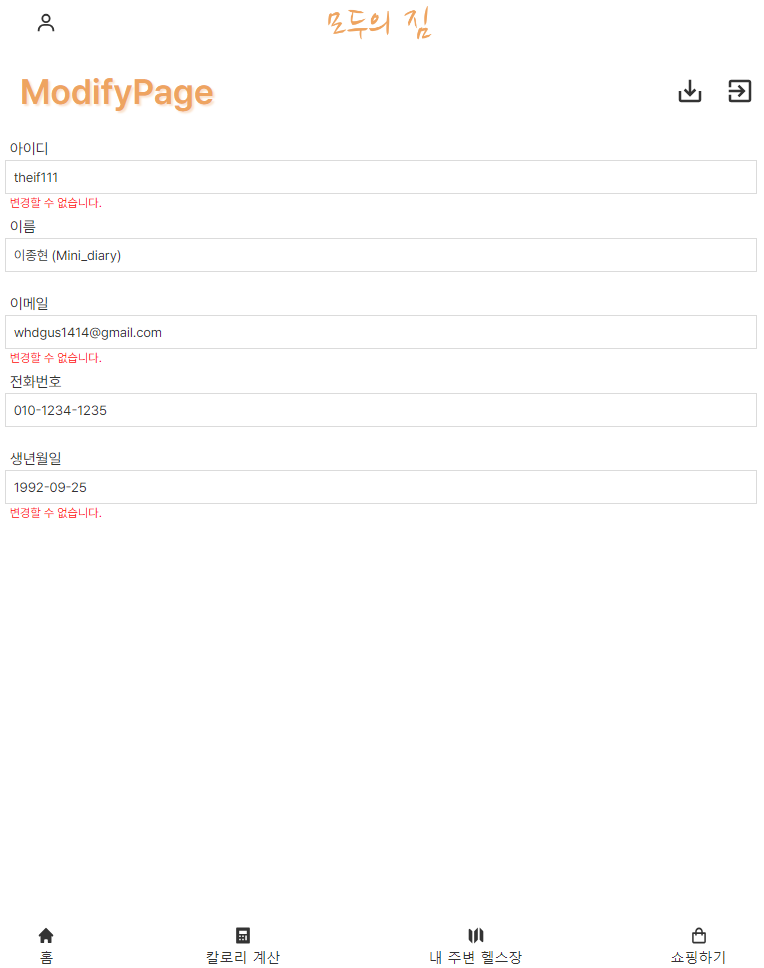 모두의 짐
ModifyPage
아이디
theif111
변경할 수 없습니다.
이름
이종현 (Mini_diary)
이메일
whdgus1414@gmail.com
변경할 수 없습니다.
전화번호
010-1234-1235
생년월일
1992-09-25
변경할 수 없습니다.
홈
칼로리 계산
내 주변 헬스장
쇼핑하기